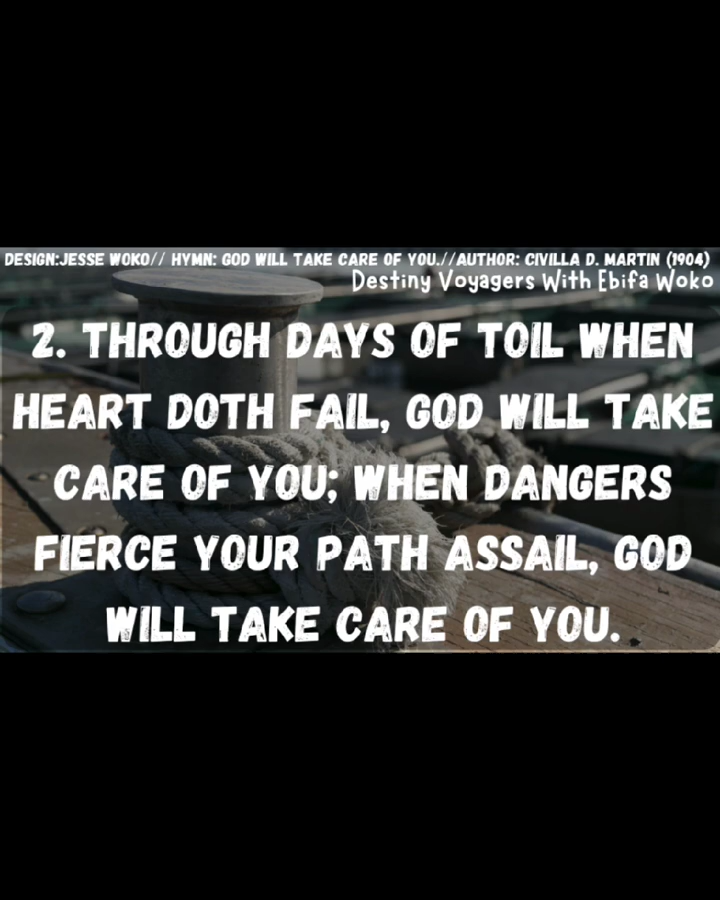 DESIGN:JESSE WOKO// HYMN: GOD WILL TAKE CARE OF YOU.//AUTHOR: CIVILLA D. MARTIN (1904)
Destiny Voyagers With Ebifa Woko
2. THROUGH DAYS OF TOIL WHEN
HEART DOTH FAIL, GOD WILL TAKE
CARE OF YOU; WHEN DANGERS
FIERCE YOUR PATH ASSAIL, GOD
WILL TAKE CARE OF YOU.